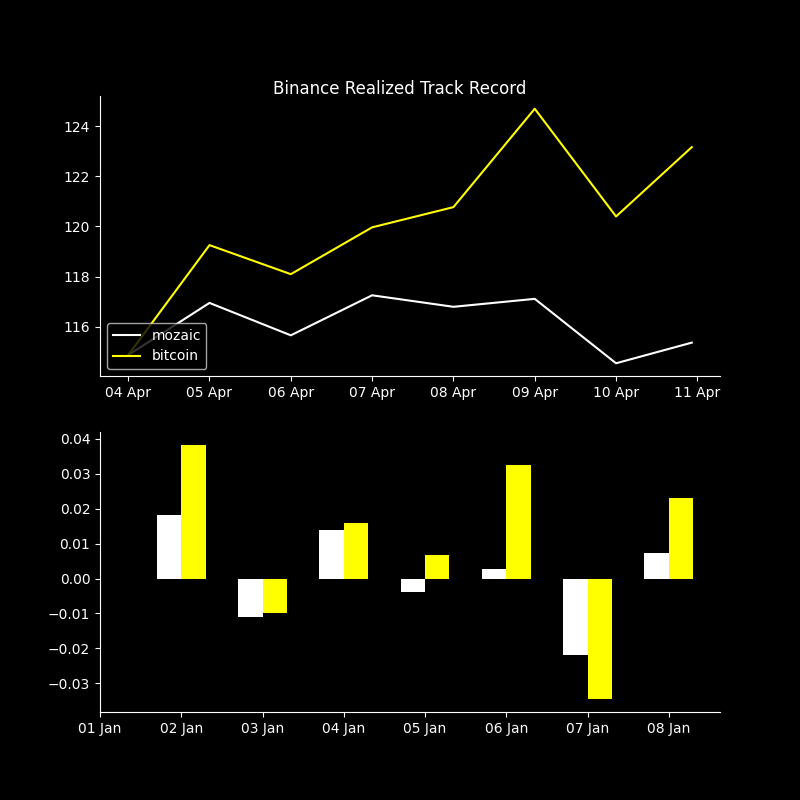 Binance Realized Track Record
124
122
120
118
116
mozaic
bitcoin
04 Apr 05 Apr 06 Apr 07 Apr 08 Apr 09 Apr 10 Apr 11 Apr
0.04
0.03
0.02
0.01
0.00
−0.01
−0.02
−0.03
01 Jan 02 Jan 03 Jan 04 Jan 05 Jan 06 Jan 07 Jan 08 Jan